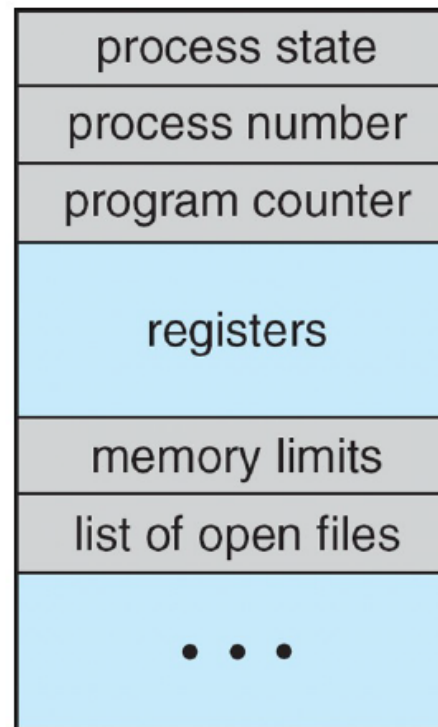 process state
process number
program counter
registers
memory limits
list of open files
• • •